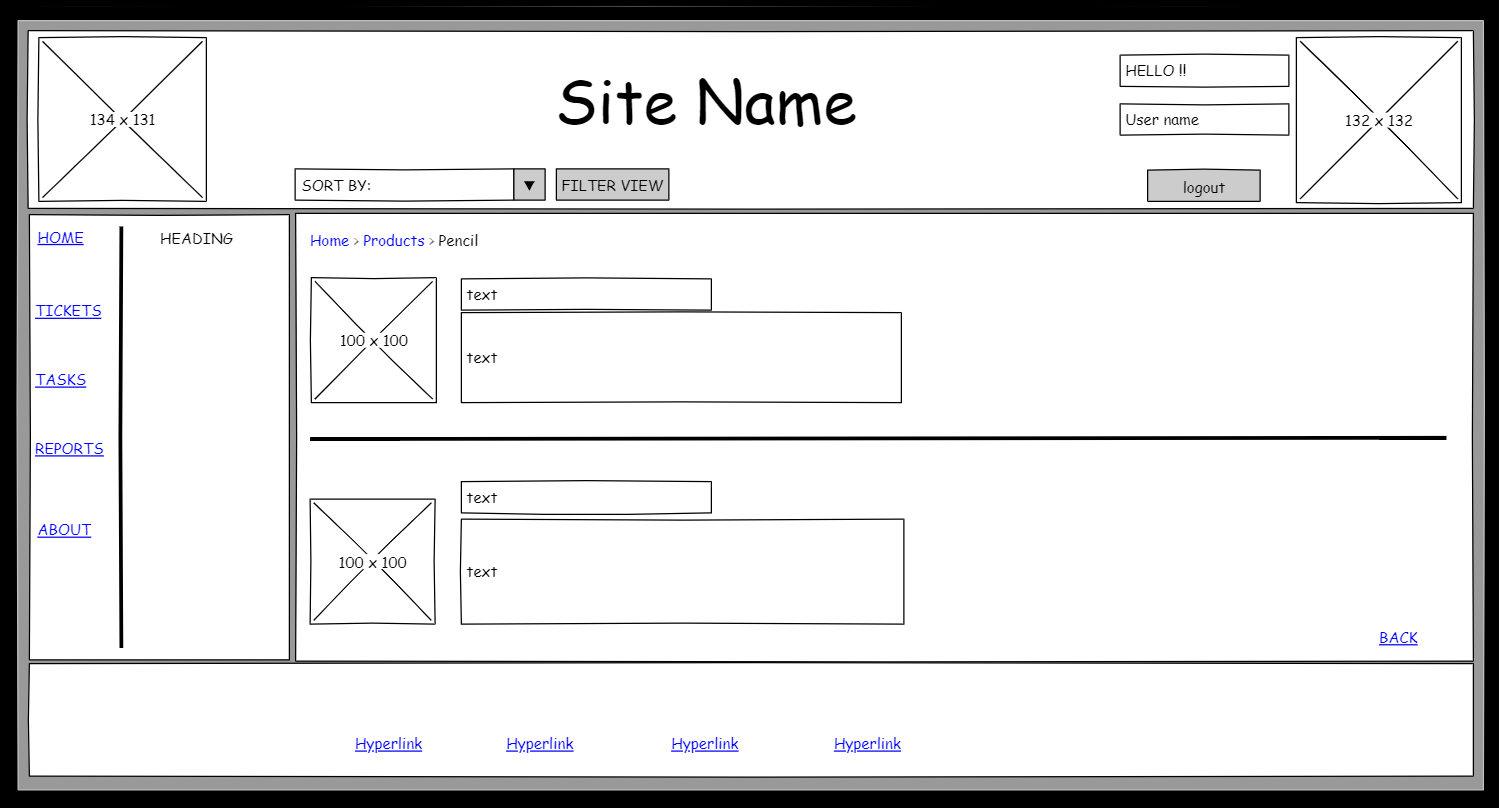 134 x 131
Site Name
HELLO !!
User name
132 x 132
SORT BY: ▼
FILTER VIEW
logout
HOME
TICKETS
TASKS
REPORTS
ABOUT
HEADING
Home > Products > Pencil
100 x 100
text
text
100 x 100
text
text
BACK
Hyperlink Hyperlink Hyperlink Hyperlink